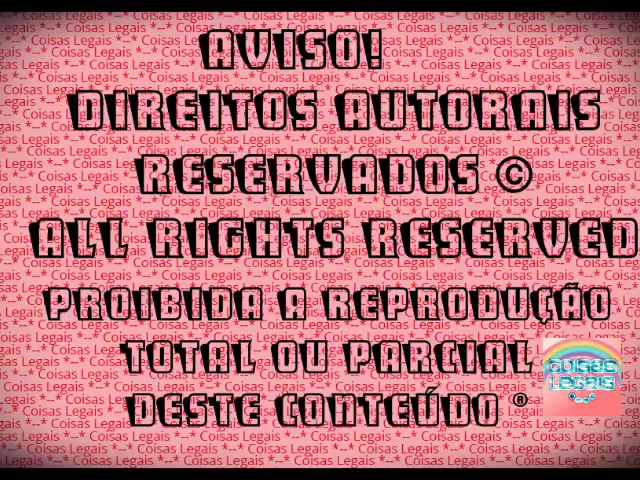 AVISO!
DIREITOS AUTORAIS
RESERVADOS ©
ALL RIGHTS RESERVED
PROIBIDA A REPRODUÇÃO
TOTAL OU PARCIAL
DESTE CONTEÚDO ®
COISAS
LEGAIS